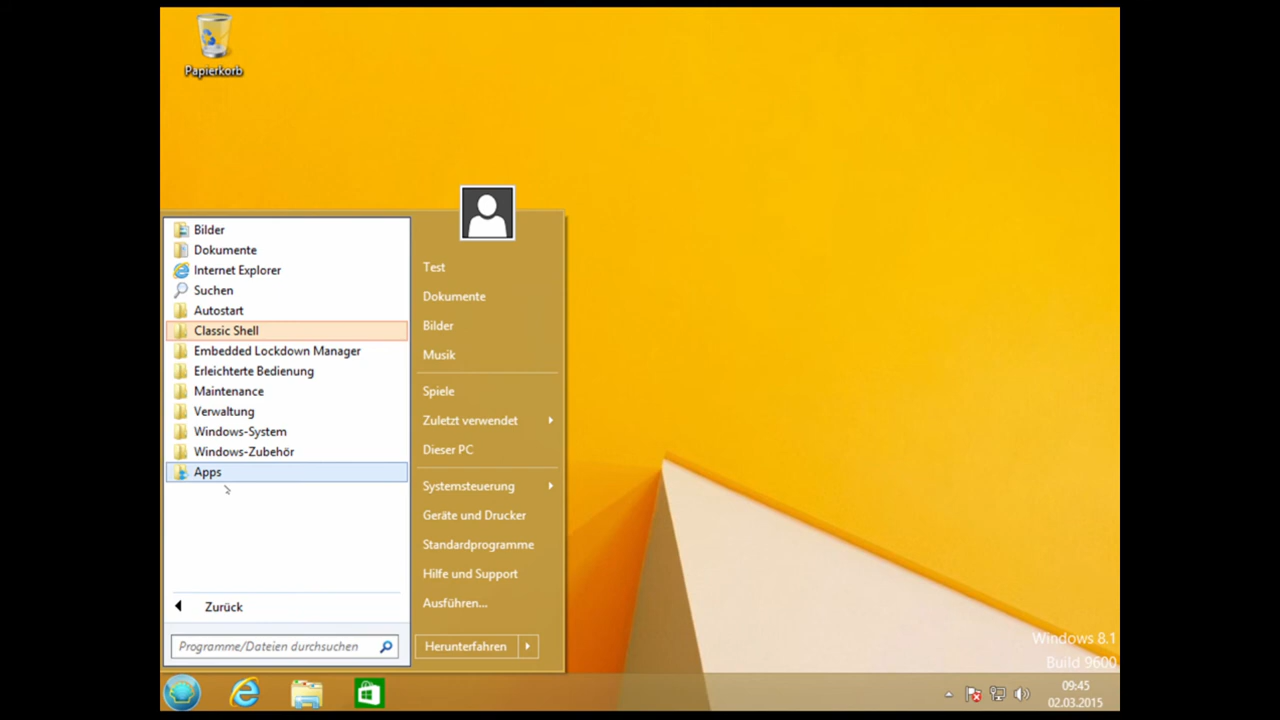 Papierkorb
Bilder
Dokumente
Internet Explorer
Suchen
Autostart
Classic Shell
Embedded Lockdown Manager
Erleichterte Bedienung
Maintenance
Verwaltung
Windows-System
Windows-Zubehör
Apps
Zurück
Programme/Dateien durchsuchen
Test
Dokumente
Bilder
Musik
Spiele
Zuletzt verwendet
Dieser PC
Systemsteuerung
Geräte und Drucker
Standardprogramme
Hilfe und Support
Ausführen...
Herunterfahren
Windows 8.1
Build 9600
09:45
02.03.2015